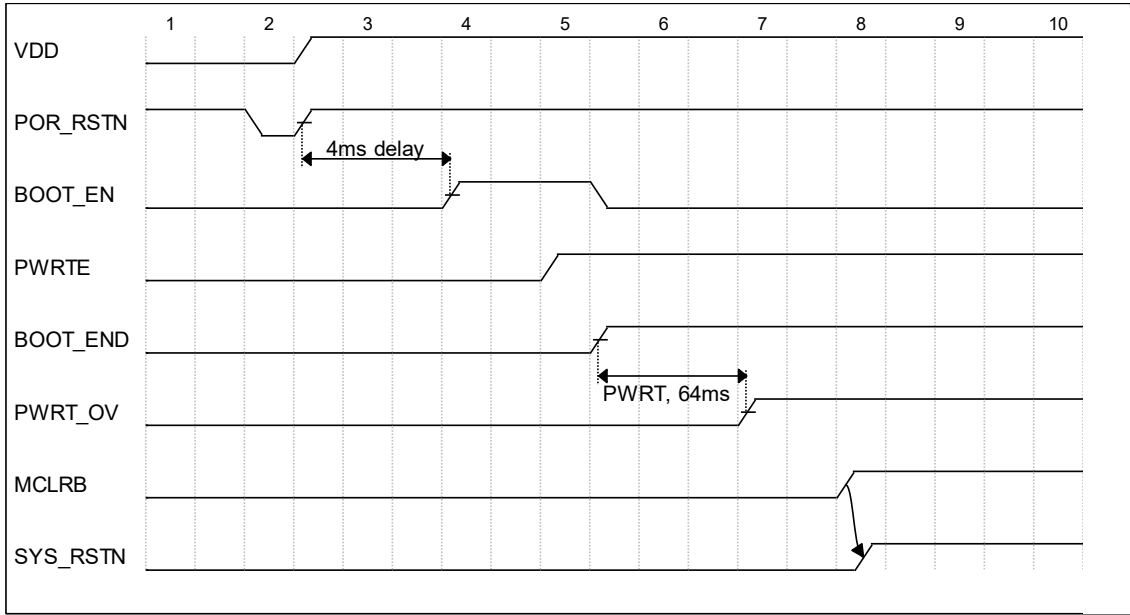 1 2 3 4 5 6 7 8 9 10
VDD
POR_RSTN
4ms delay
BOOT_EN
PWRTE
BOOT_END
PWRT, 64ms
PWRT_OV
MCLRB
SYS_RSTN